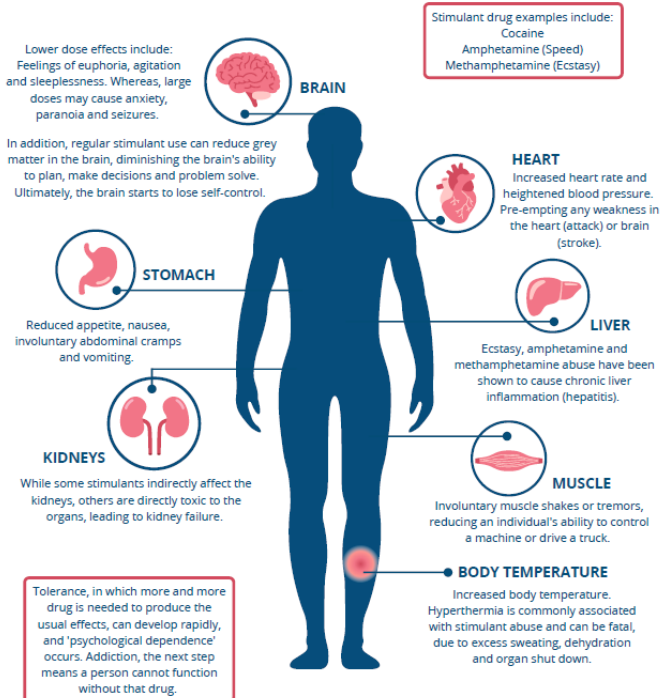 Stimulant drug examples include:
Cocaine
Amphetamine (Speed)
Methamphetamine (Ecstasy)
Lower dose effects include:
Feelings of euphoria, agitation
and sleeplessness. Whereas, large
doses may cause anxiety,
paranoia and seizures.
BRAIN
In addition, regular stimulant use can reduce grey
matter in the brain, diminishing the brain's ability
to plan, make decisions and problem solve.
Ultimately, the brain starts to lose self-control.
HEART
Increased heart rate and
heightened blood pressure.
Pre-empting any weakness in
the heart (attack) or brain
(stroke).
STOMACH
Reduced appetite, nausea,
involuntary abdominal cramps
and vomiting.
LIVER
Ecstasy, amphetamine and
methamphetamine abuse have been
shown to cause chronic liver
inflammation (hepatitis).
KIDNEYS
While some stimulants indirectly affect the
kidneys, others are directly toxic to the
organs, leading to kidney failure.
MUSCLE
Involuntary muscle shakes or tremors,
reducing an individual's ability to control
a machine or drive a truck.
BODY TEMPERATURE
Increased body temperature.
Hyperthermia is commonly associated
with stimulant abuse and can be fatal,
due to excess sweating, dehydration
and organ shut down.
Tolerance, in which more and more
drug is needed to produce the
usual effects, can develop rapidly,
and 'psychological dependence'
occurs. Addiction, the next step
means a person cannot function
without that drug.